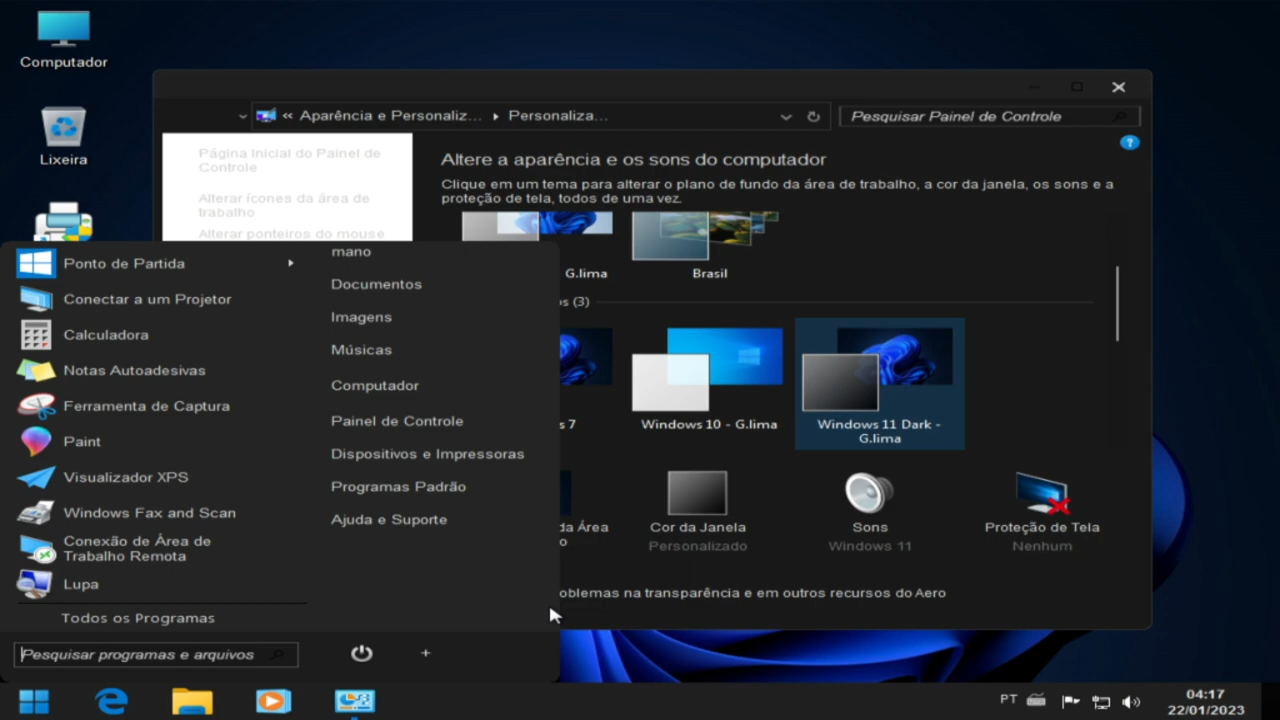 Computador
Lixeira
« Aparência e Personaliz... ▸ Personaliza...
Pesquisar Painel de Controle
?
Página Inicial do Painel de
Controle
Alterar ícones da área de
trabalho
Alterar ponteiros do mouse
Altere a aparência e os sons do computador
Clique em um tema para alterar o plano de fundo da área de trabalho, a cor da janela, os sons e a
proteção de tela, todos de uma vez.
G.lima
Brasil
os (3)
s 7
Windows 10 - G.lima
Windows 11 Dark -
G.lima
da Área
o
Cor da Janela
Personalizado
Sons
Windows 11
Proteção de Tela
Nenhum
oblemas na transparência e em outros recursos do Aero
Ponto de Partida
Conectar a um Projetor
Calculadora
Notas Autoadesivas
Ferramenta de Captura
Paint
Visualizador XPS
Windows Fax and Scan
Conexão de Área de
Trabalho Remota
Lupa
Todos os Programas
Pesquisar programas e arquivos
mano
Documentos
Imagens
Músicas
Computador
Painel de Controle
Dispositivos e Impressoras
Programas Padrão
Ajuda e Suporte
PT
04:17
22/01/2023